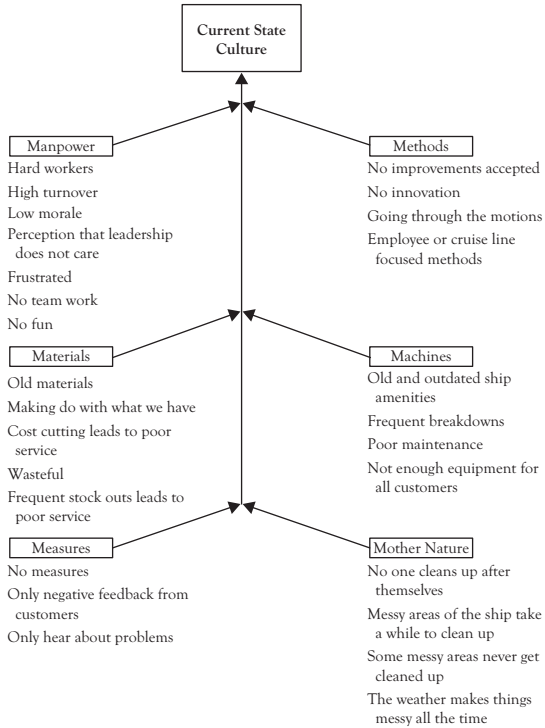 Current State
Culture
Manpower
Hard workers
High turnover
Low morale
Perception that leadership
does not care
Frustrated
No team work
No fun
Methods
No improvements accepted
No innovation
Going through the motions
Employee or cruise line
focused methods
Materials
Old materials
Making do with what we have
Cost cutting leads to poor
service
Wasteful
Frequent stock outs leads to
poor service
Machines
Old and outdated ship
amenities
Frequent breakdowns
Poor maintenance
Not enough equipment for
all customers
Measures
No measures
Only negative feedback from
customers
Only hear about problems
Mother Nature
No one cleans up after
themselves
Messy areas of the ship take
a while to clean up
Some messy areas never get
cleaned up
The weather makes things
messy all the time